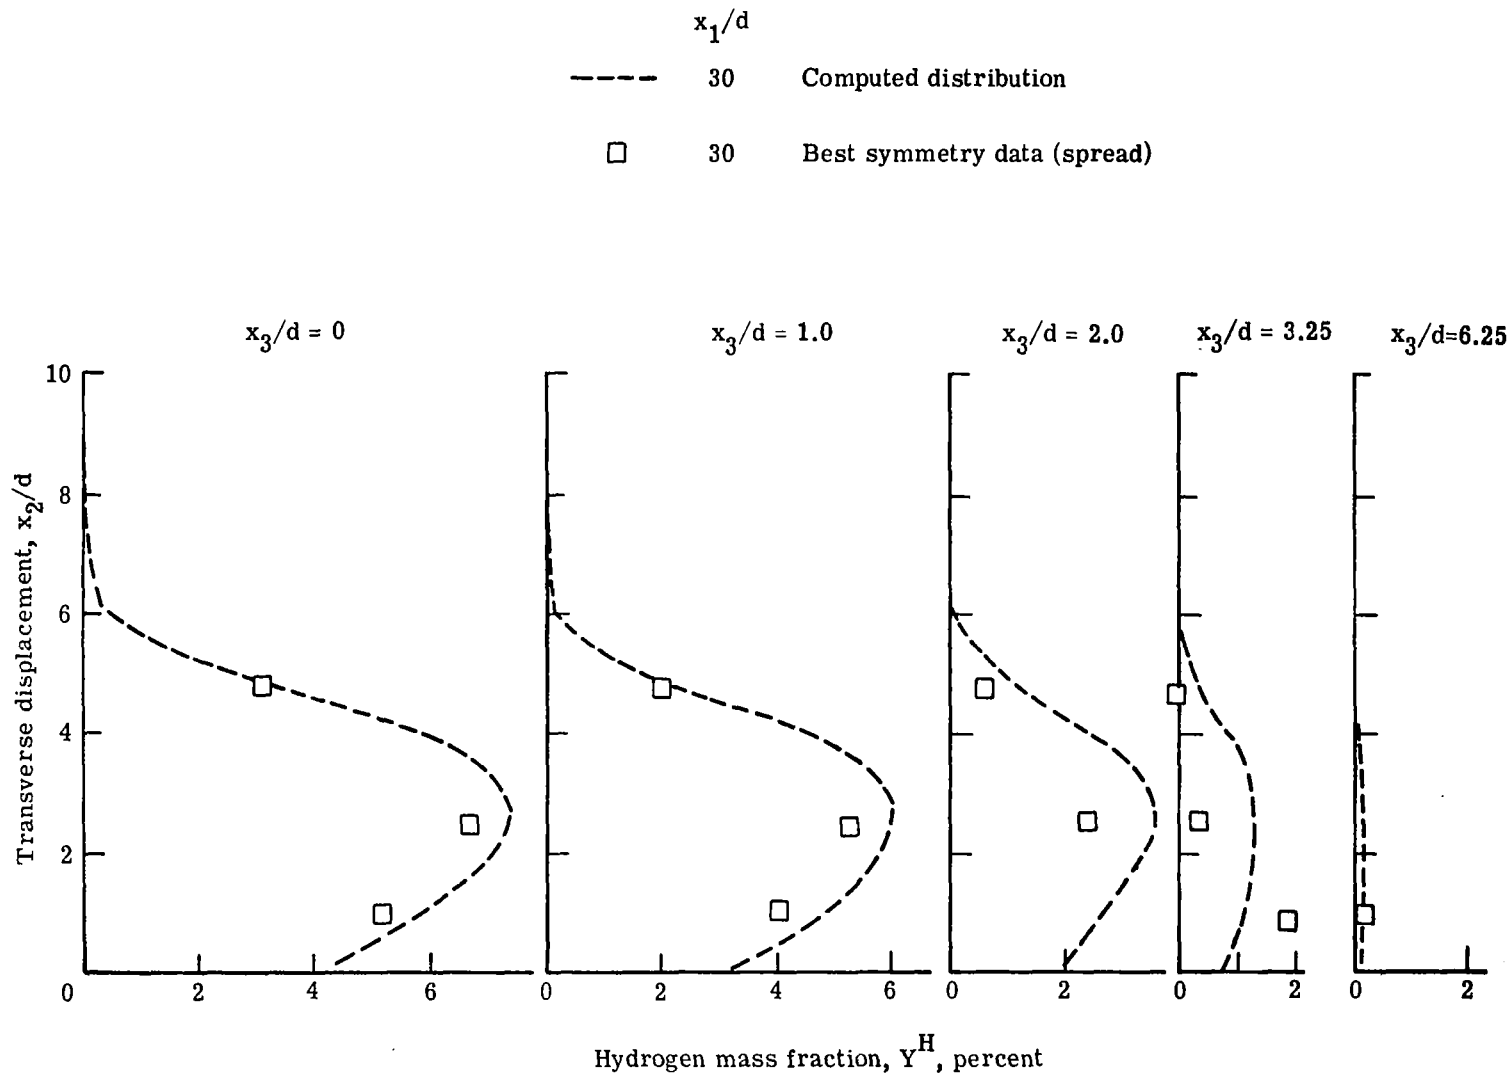 x1/d
30 Computed distribution
30 Best symmetry data (spread)
x3/d = 0
x3/d = 1.0
x3/d = 2.0
x3/d = 3.25
x3/d=6.25
Transverse displacement, x2/d
10
8
6
4
2
0 2 4 6
0 2 4 6
0 2
0 2
0 2
Hydrogen mass fraction, Y^H, percent